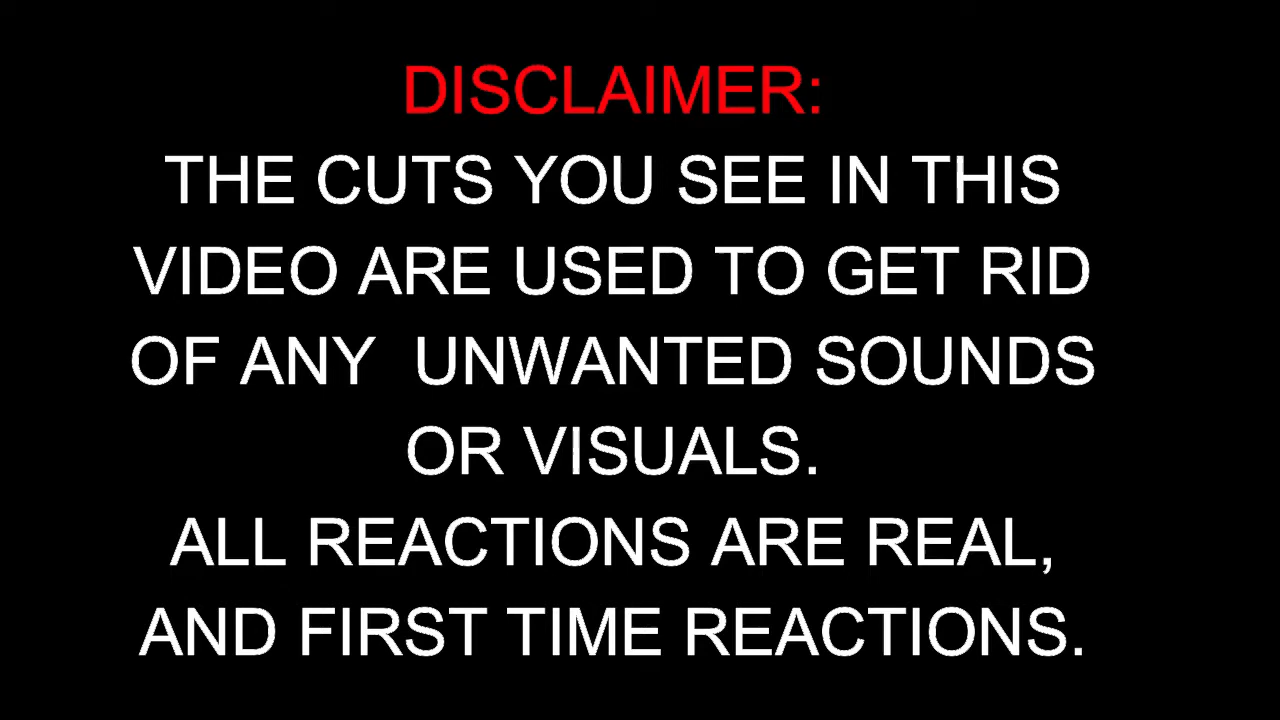 DISCLAIMER:
THE CUTS YOU SEE IN THIS
VIDEO ARE USED TO GET RID
OF ANY  UNWANTED SOUNDS
OR VISUALS.
ALL REACTIONS ARE REAL,
AND FIRST TIME REACTIONS.